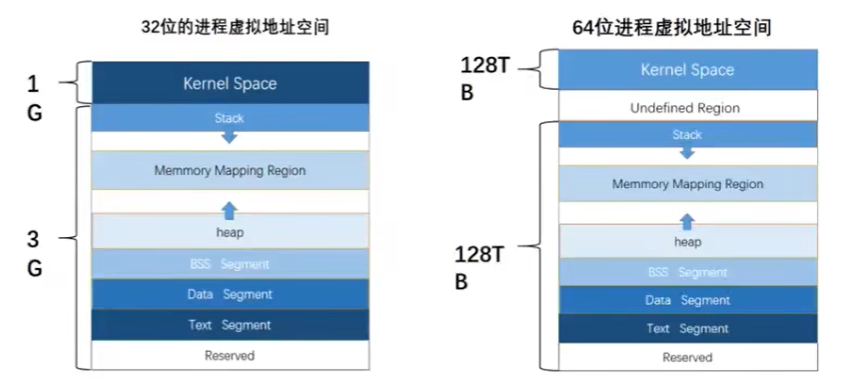 32位的进程虚拟地址空间
1
G
Kernel Space
Stack
Memmory Mapping Region
3
G
heap
BSS Segment
Data Segment
Text Segment
Reserved
64位进程虚拟地址空间
128T
B
Kernel Space
Undefined Region
Stack
Memmory Mapping Region
128T
B
heap
BSS Segment
Data Segment
Text Segment
Reserved